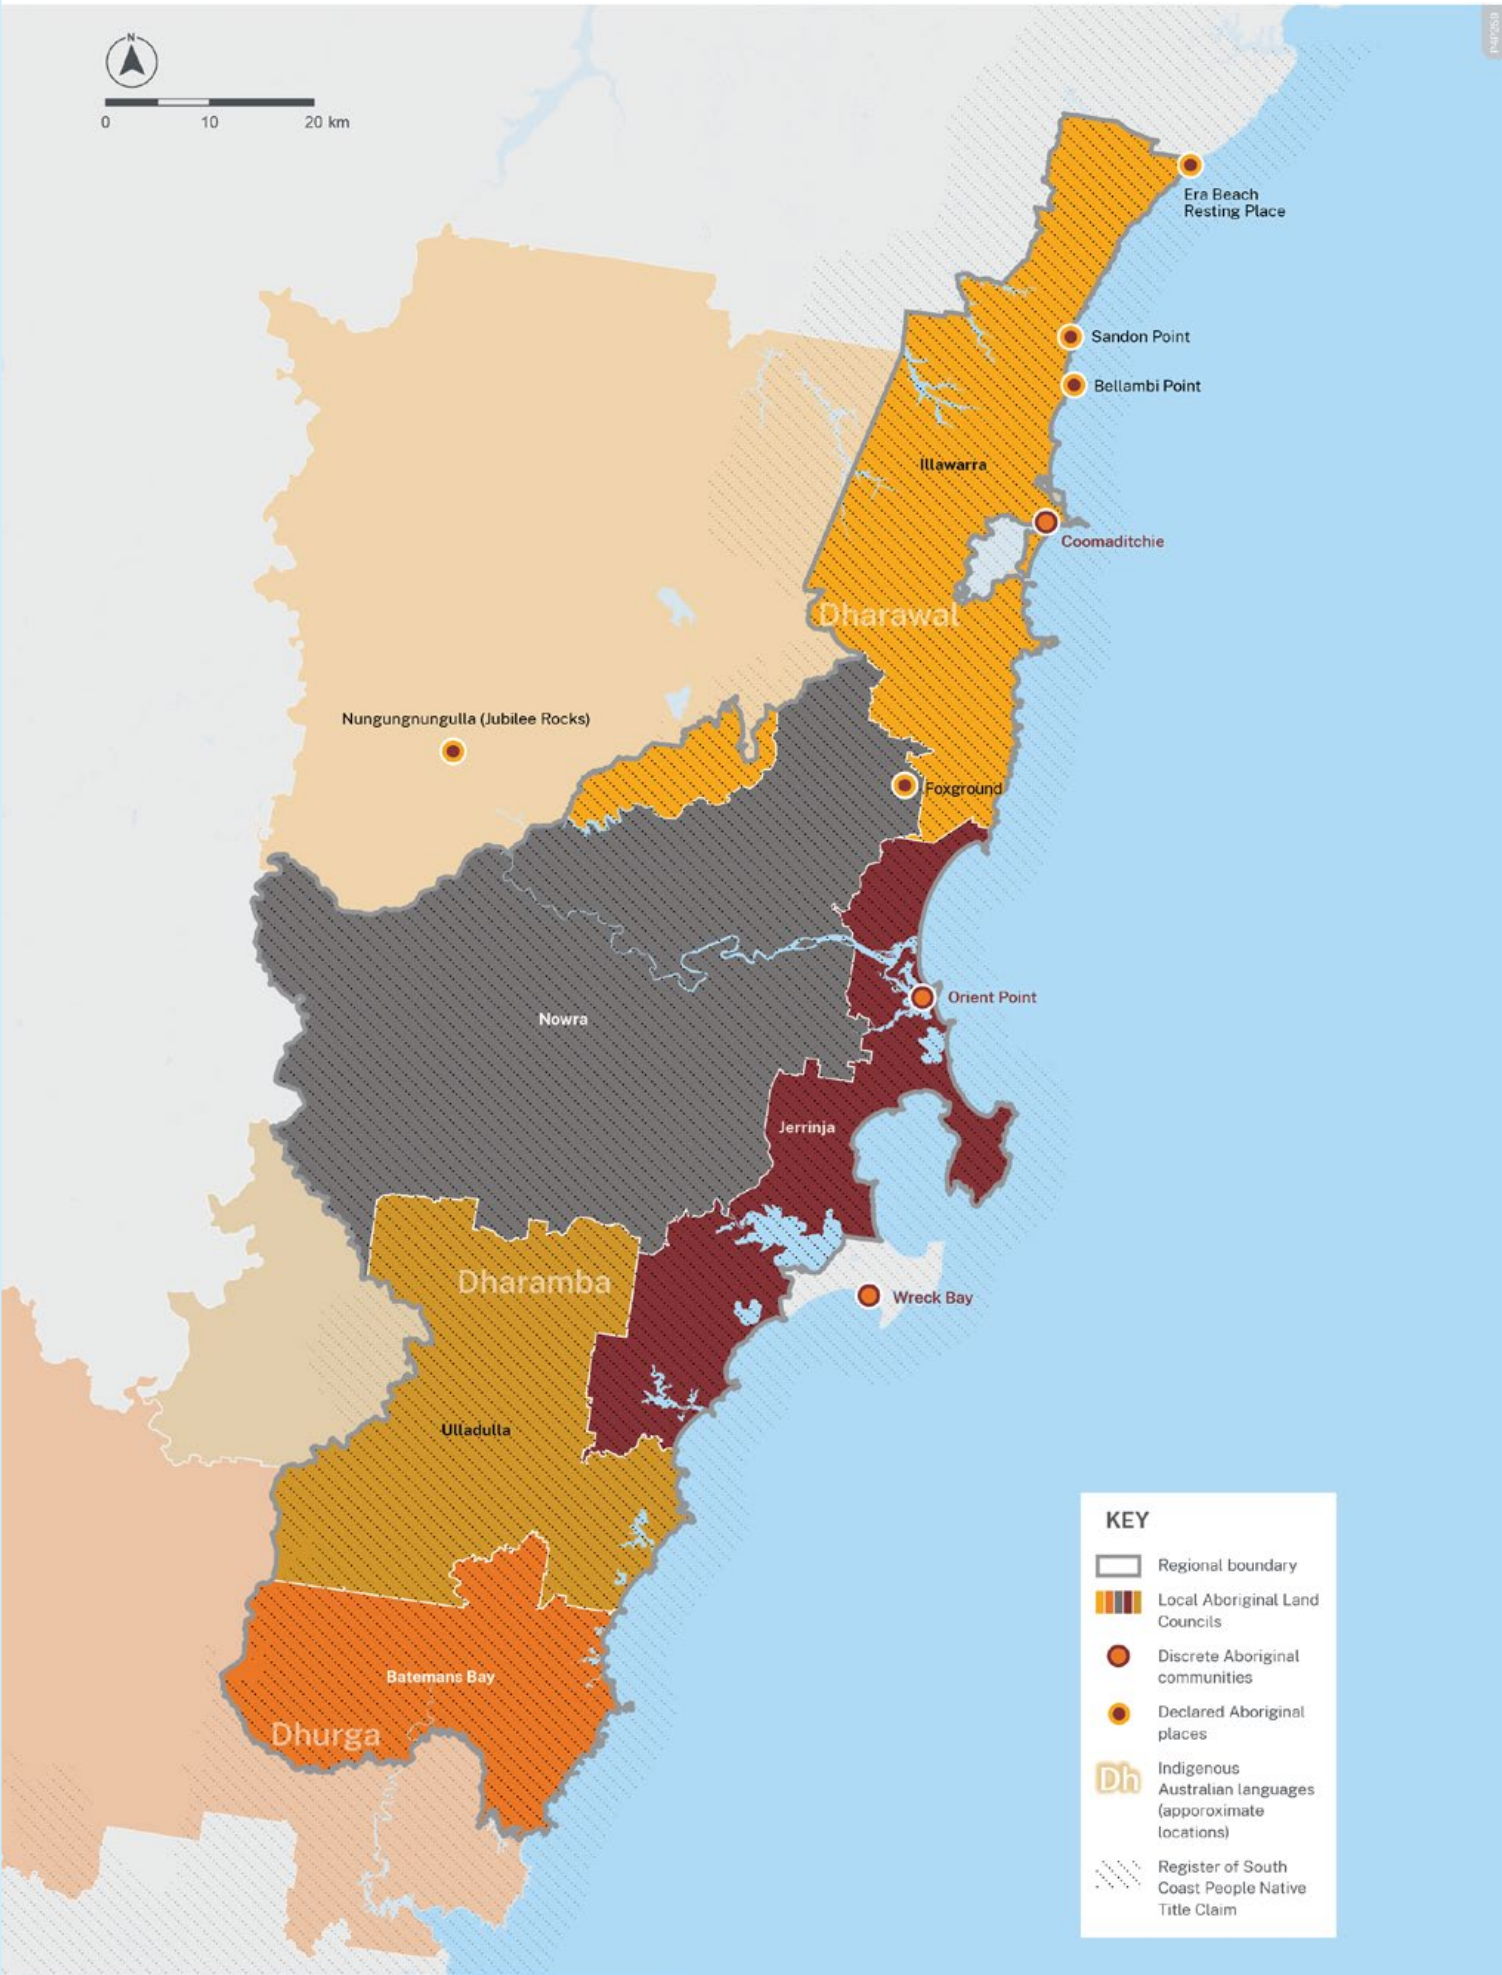 P4P259
N
0 10 20 km
Era Beach
Resting Place
Sandon Point
Bellambi Point
Illawarra
Coomaditchie
Dharawal
Nungungnungulla (Jubilee Rocks)
Foxground
Orient Point
Nowra
Jerrinja
Dharamba
Wreck Bay
Ulladulla
Batemans Bay
Dhurga
KEY
Regional boundary
Local Aboriginal Land
Councils
Discrete Aboriginal
communities
Declared Aboriginal
places
Dh
Indigenous
Australian languages
(apporoximate
locations)
Register of South
Coast People Native
Title Claim